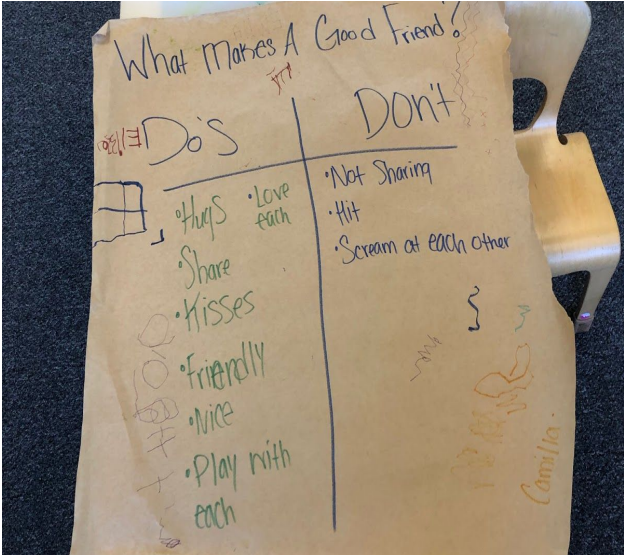 What Makes A Good Friend?
Do's
Don't
•Hugs •Love
each
•Share
•Kisses
•Friendly
•Nice
•Play with
each
•Not Sharing
•Hit
•Scream at each other
Camilla.